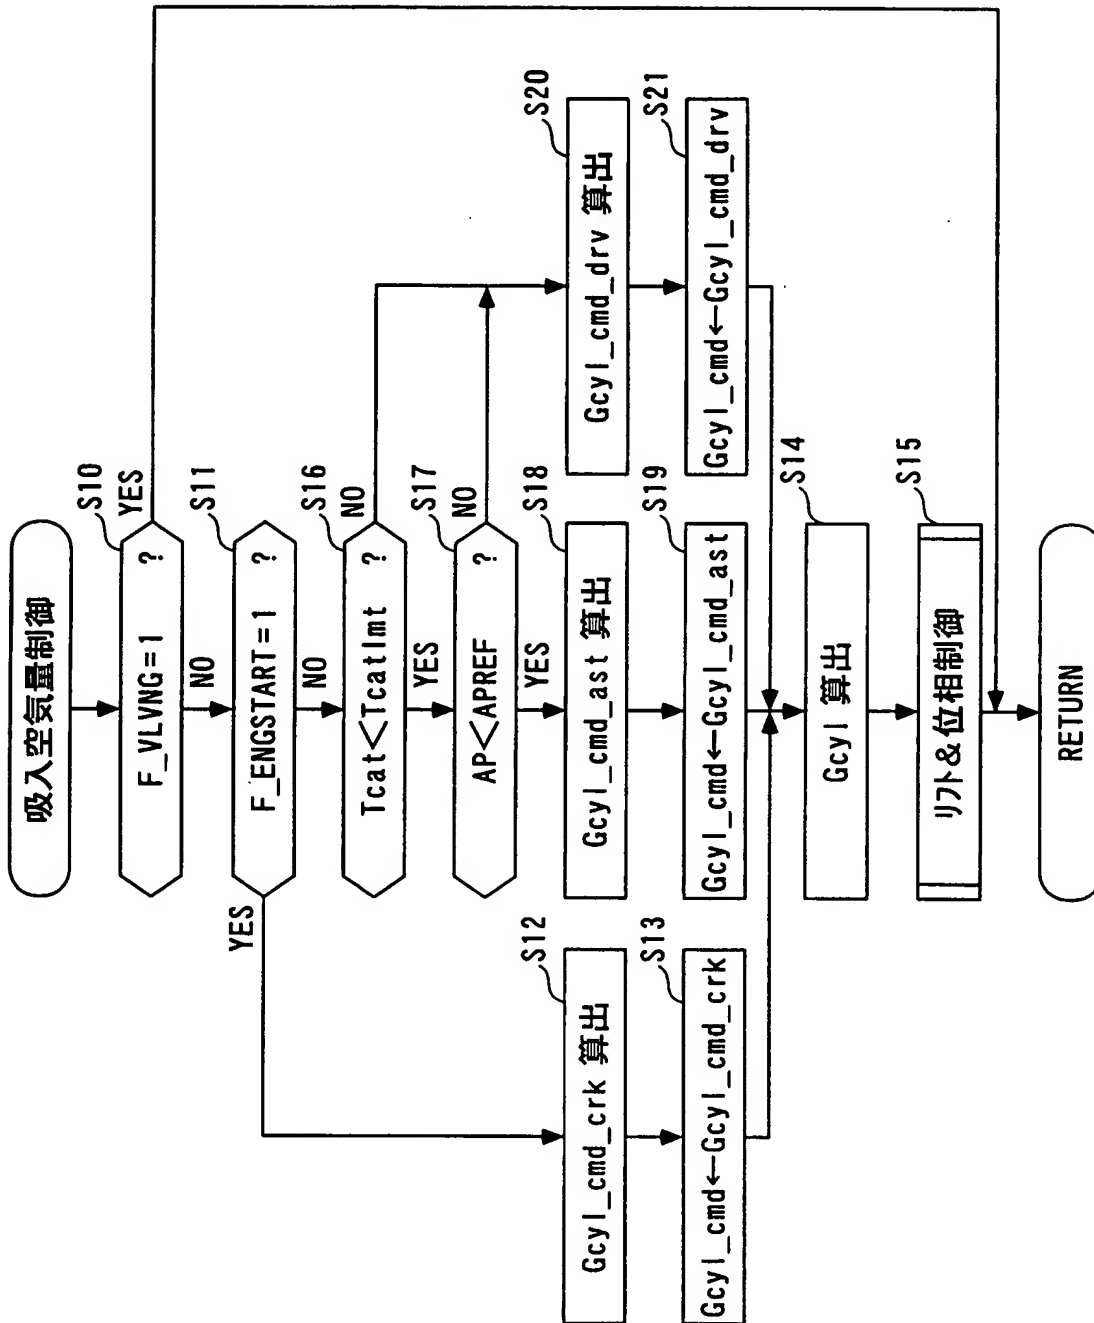 吸入空気量制御
S10
F_VLVNG=1 ?
YES
NO
S11
F_ENGSTART=1 ?
YES
NO
S16
Tcat<Tcatlmt ?
NO
YES
S17
AP<APREF ?
NO
YES
S12
Gcyl_cmd_crk 算出
S18
Gcyl_cmd_ast 算出
S20
Gcyl_cmd_drv 算出
S13
Gcyl_cmd←Gcyl_cmd_crk
S19
Gcyl_cmd←Gcyl_cmd_ast
S21
Gcyl_cmd←Gcyl_cmd_drv
S14
Gcyl 算出
S15
リフト&位相制御
RETURN